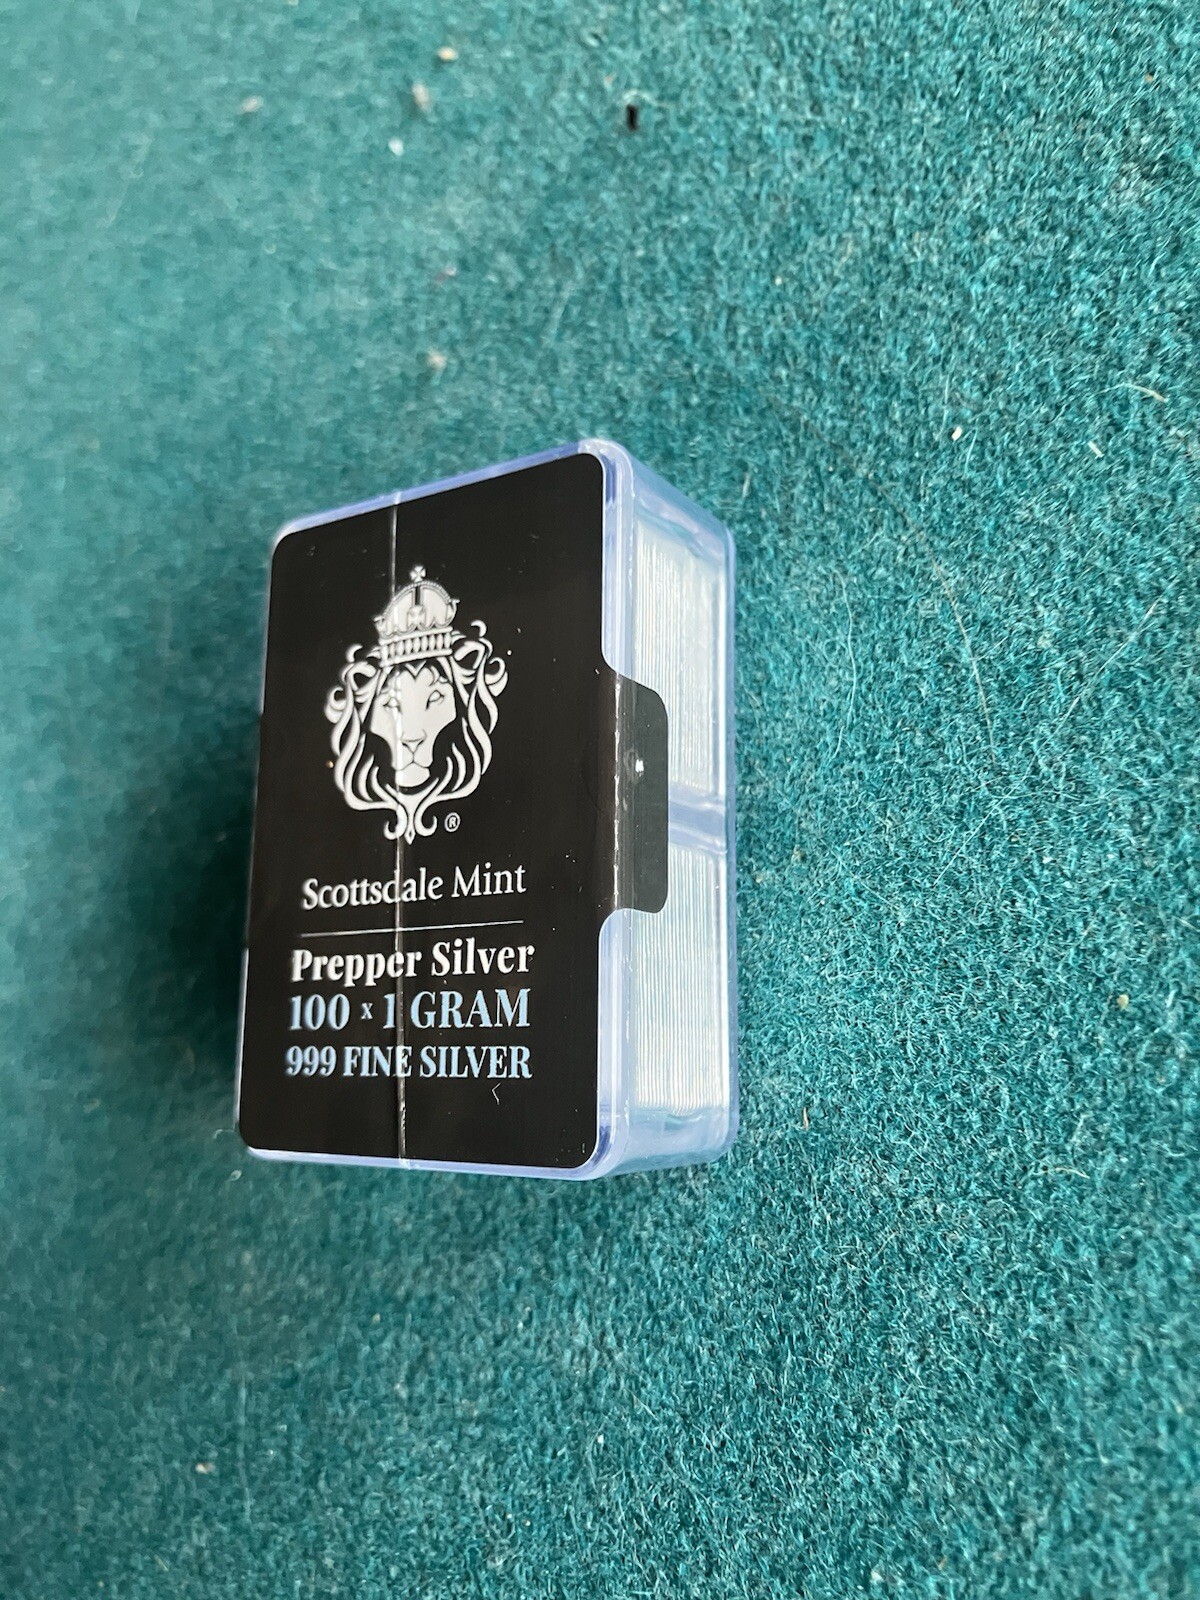 ®
Scottsdale Mint
Prepper Silver
100 x 1 GRAM
999 FINE SILVER